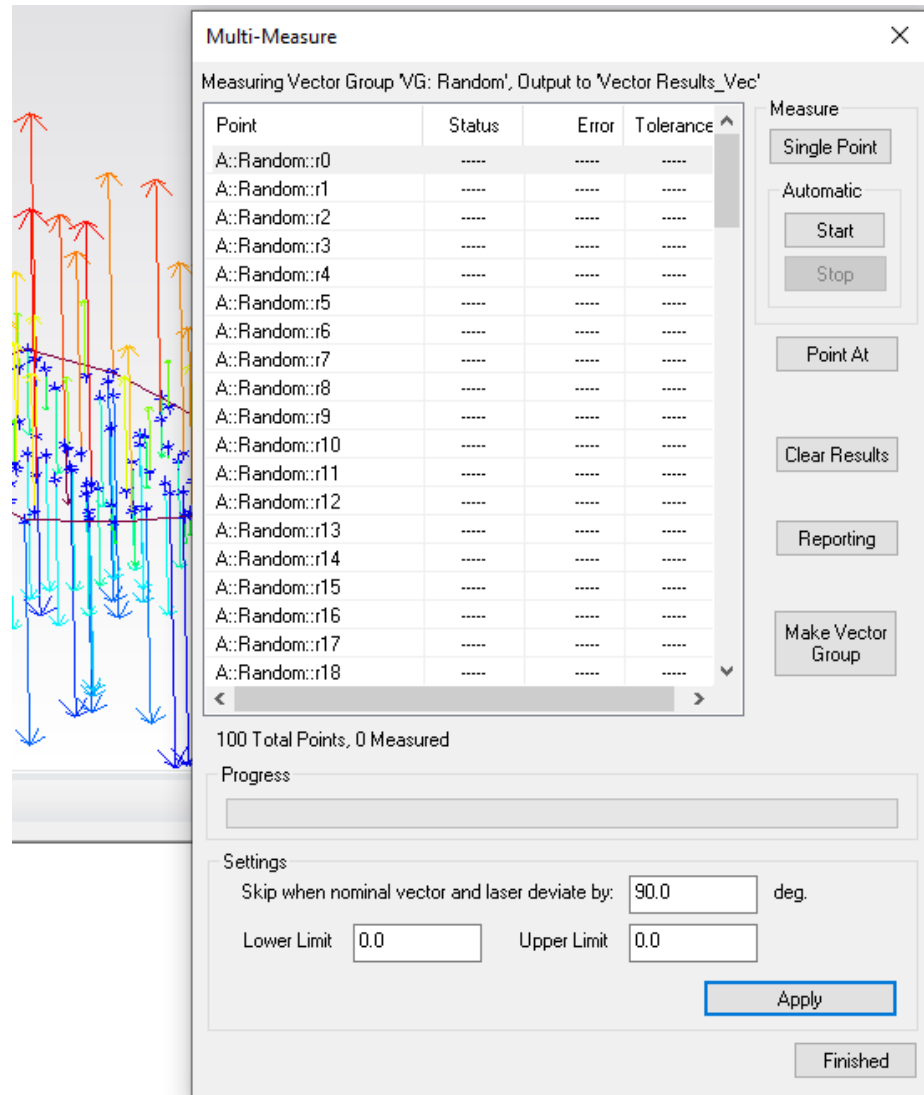 Multi-Measure
Measuring Vector Group 'VG: Random', Output to 'Vector Results_Vec'
Point Status Error Tolerance
A::Random::r0 ----- ----- -----
A::Random::r1 ----- ----- -----
A::Random::r2 ----- ----- -----
A::Random::r3 ----- ----- -----
A::Random::r4 ----- ----- -----
A::Random::r5 ----- ----- -----
A::Random::r6 ----- ----- -----
A::Random::r7 ----- ----- -----
A::Random::r8 ----- ----- -----
A::Random::r9 ----- ----- -----
A::Random::r10 ----- ----- -----
A::Random::r11 ----- ----- -----
A::Random::r12 ----- ----- -----
A::Random::r13 ----- ----- -----
A::Random::r14 ----- ----- -----
A::Random::r15 ----- ----- -----
A::Random::r16 ----- ----- -----
A::Random::r17 ----- ----- -----
A::Random::r18 ----- ----- -----
Measure
Single Point
Automatic
Start
Stop
Point At
Clear Results
Reporting
Make Vector
Group
100 Total Points, 0 Measured
Progress
Settings
Skip when nominal vector and laser deviate by: 90.0 deg.
Lower Limit 0.0 Upper Limit 0.0
Apply
Finished